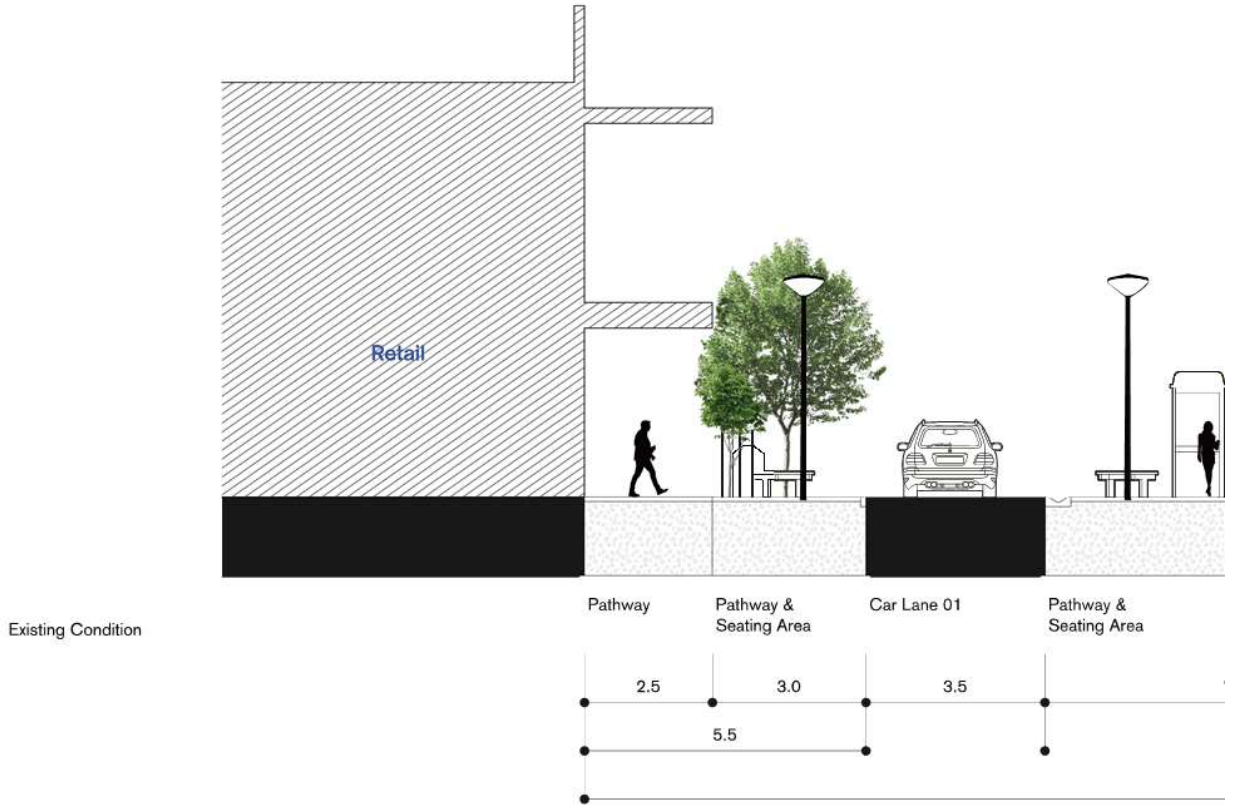 Retail
Existing Condition
Pathway
Pathway &
Seating Area
Car Lane 01
Pathway &
Seating Area
2.5
3.0
3.5
5.5